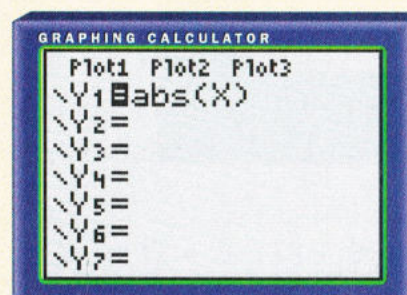 GRAPHING CALCULATOR
Plot1 Plot2 Plot3
\Y1=abs(X)
\Y2=
\Y3=
\Y4=
\Y5=
\Y6=
\Y7=